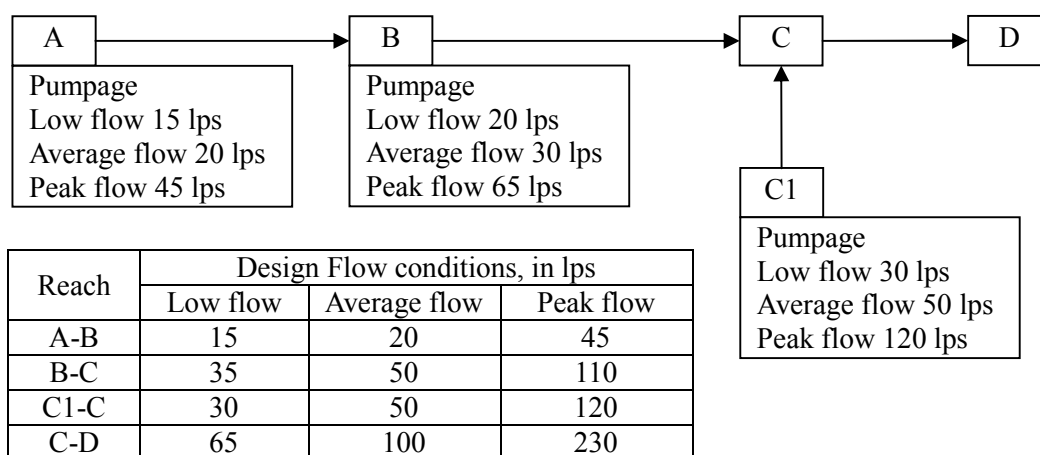 A
Pumpage
Low flow 15 lps
Average flow 20 lps
Peak flow 45 lps
B
Pumpage
Low flow 20 lps
Average flow 30 lps
Peak flow 65 lps
C
D
C1
Pumpage
Low flow 30 lps
Average flow 50 lps
Peak flow 120 lps
Reach Design Flow conditions, in lps
Low flow Average flow Peak flow
A-B 15 20 45
B-C 35 50 110
C1-C 30 50 120
C-D 65 100 230